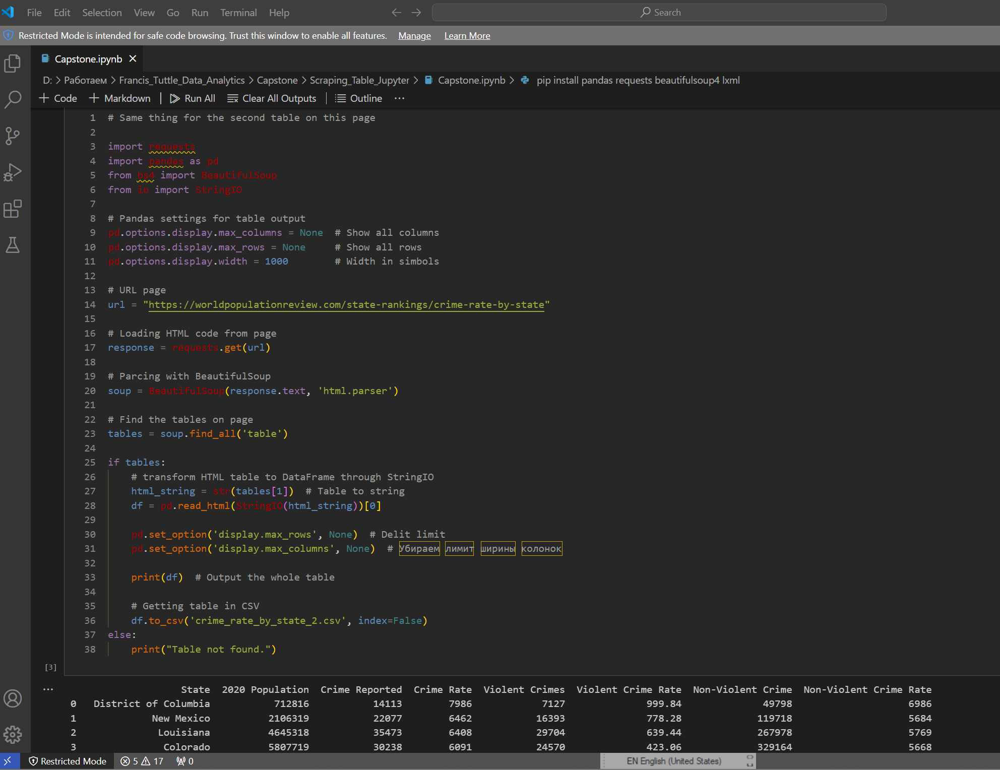 File Edit Selection View Go Run Terminal Help Search
Restricted Mode is intended for safe code browsing. Trust this window to enable all features. Manage Learn More
Capstone.ipynb
D: > Работаем > Francis_Tuttle_Data_Analytics > Capstone > Scraping_Table_Jupyter > Capstone.ipynb > pip install pandas requests beautifulsoup4 lxml
+ Code + Markdown | Run All Clear All Outputs | Outline ...
1 # Same thing for the second table on this page
2
3 import requests
4 import pandas as pd
5 from bs4 import BeautifulSoup
6 from io import StringIO
7
8 # Pandas settings for table output
9 pd.options.display.max_columns = None # Show all columns
10 pd.options.display.max_rows = None # Show all rows
11 pd.options.display.width = 1000 # Width in simbols
12
13 # URL page
14 url = "https://worldpopulationreview.com/state-rankings/crime-rate-by-state"
15
16 # Loading HTML code from page
17 response = requests.get(url)
18
19 # Parcing with BeautifulSoup
20 soup = BeautifulSoup(response.text, 'html.parser')
21
22 # Find the tables on page
23 tables = soup.find_all('table')
24
25 if tables:
26 # transform HTML table to DataFrame through StringIO
27 html_string = str(tables[1]) # Table to string
28 df = pd.read_html(StringIO(html_string))[0]
29
30 pd.set_option('display.max_rows', None) # Delit limit
31 pd.set_option('display.max_columns', None) # Убираем лимит ширины колонок
32
33 print(df) # Output the whole table
34
35 # Getting table in CSV
36 df.to_csv('crime_rate_by_state_2.csv', index=False)
37 else:
38 print("Table not found.")
[3]
... State 2020 Population Crime Reported Crime Rate Violent Crimes Violent Crime Rate Non-Violent Crime Non-Violent Crime Rate
0 District of Columbia 712816 14113 7986 7127 999.84 49798 6986
1 New Mexico 2106319 22077 6462 16393 778.28 119718 5684
2 Louisiana 4645318 35473 6408 29704 639.44 267978 5769
3 Colorado 5807719 30238 6091 24570 423.06 329164 5668
Restricted Mode 5 17 0 EN English (United States)